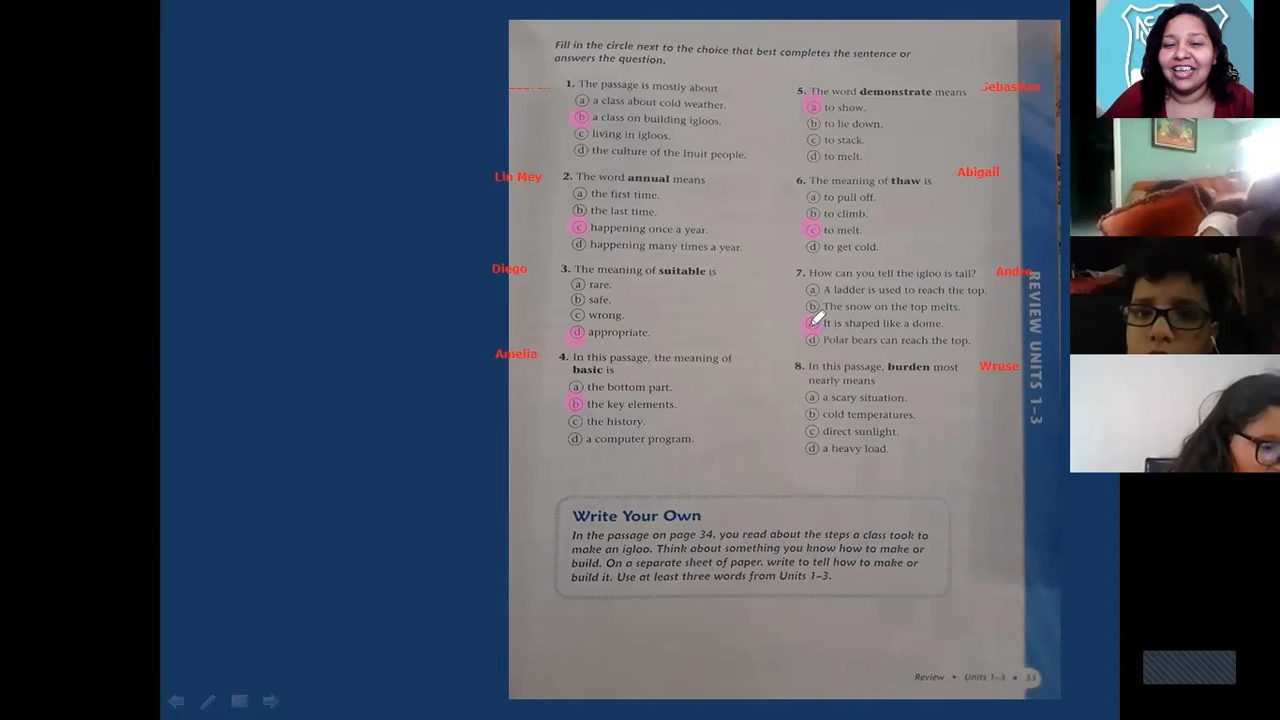 Fill in the circle next to the choice that best completes the sentence or
answers the question.
1. The passage is mostly about
a a class about cold weather.
b a class on building igloos.
c living in igloos.
d the culture of the Inuit people.
Lin Mey
2. The word annual means
a the first time.
b the last time.
c happening once a year.
d happening many times a year.
Diego
3. The meaning of suitable is
a rare.
b safe.
c wrong.
d appropriate.
Amelia
4. In this passage, the meaning of
basic is
a the bottom part.
b the key elements.
c the history.
d a computer program.
Sebastien
5. The word demonstrate means
a to show.
b to lie down.
c to stack.
d to melt.
Abigail
6. The meaning of thaw is
a to pull off.
b to climb.
c to melt.
d to get cold.
Andre
7. How can you tell the igloo is tall?
a A ladder is used to reach the top.
b The snow on the top melts.
It is shaped like a dome.
d Polar bears can reach the top.
Wruse
8. In this passage, burden most
nearly means
a a scary situation.
b cold temperatures.
c direct sunlight.
d a heavy load.
Write Your Own
In the passage on page 34, you read about the steps a class took to
make an igloo. Think about something you know how to make or
build. On a separate sheet of paper, write to tell how to make or
build it. Use at least three words from Units 1–3.
REVIEW UNITS 1–3
Review • Units 1–3 • 35